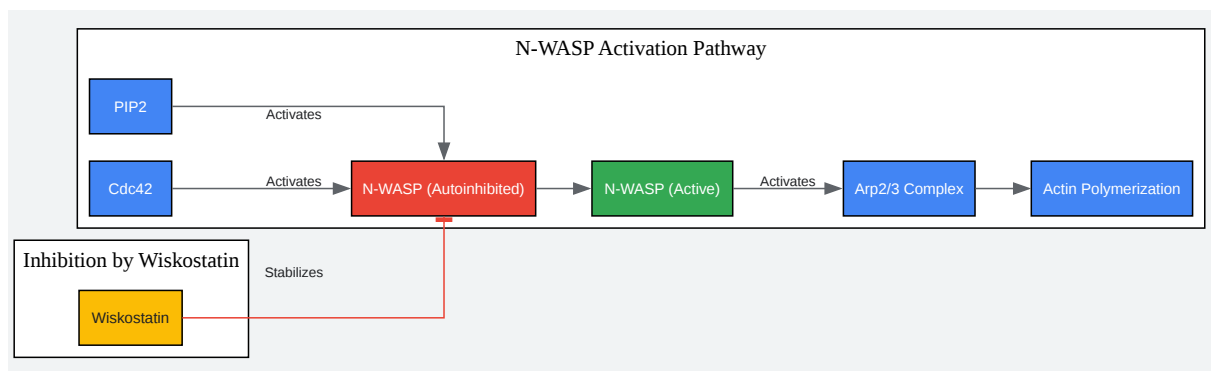 N-WASP Activation Pathway
PIP2
Activates
Cdc42
Activates
N-WASP (Autoinhibited)
N-WASP (Active)
Activates
Arp2/3 Complex
Actin Polymerization
Inhibition by Wiskostatin
Stabilizes
Wiskostatin